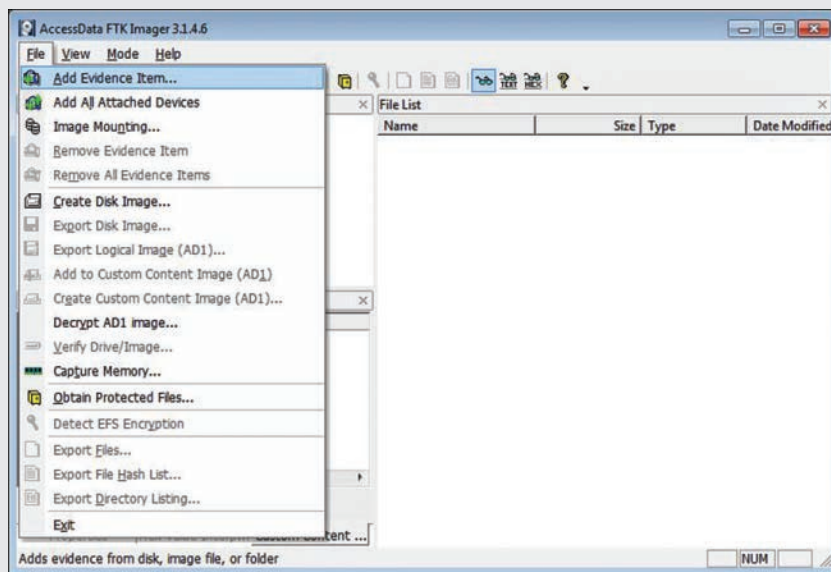 AccessData FTK Imager 3.1.4.6
File View Mode Help
Add Evidence Item...
Add All Attached Devices
Image Mounting...
Remove Evidence Item
Remove All Evidence Items
Create Disk Image...
Export Disk Image...
Export Logical Image (AD1)...
Add to Custom Content Image (AD1)
Create Custom Content Image (AD1)...
Decrypt AD1 image...
Verify Drive/Image...
Capture Memory...
Obtain Protected Files...
Detect EFS Encryption
Export Files...
Export File Hash List...
Export Directory Listing...
Exit
TEXT HEX
File List
Name Size Type Date Modified
Adds evidence from disk, image file, or folder
NUM